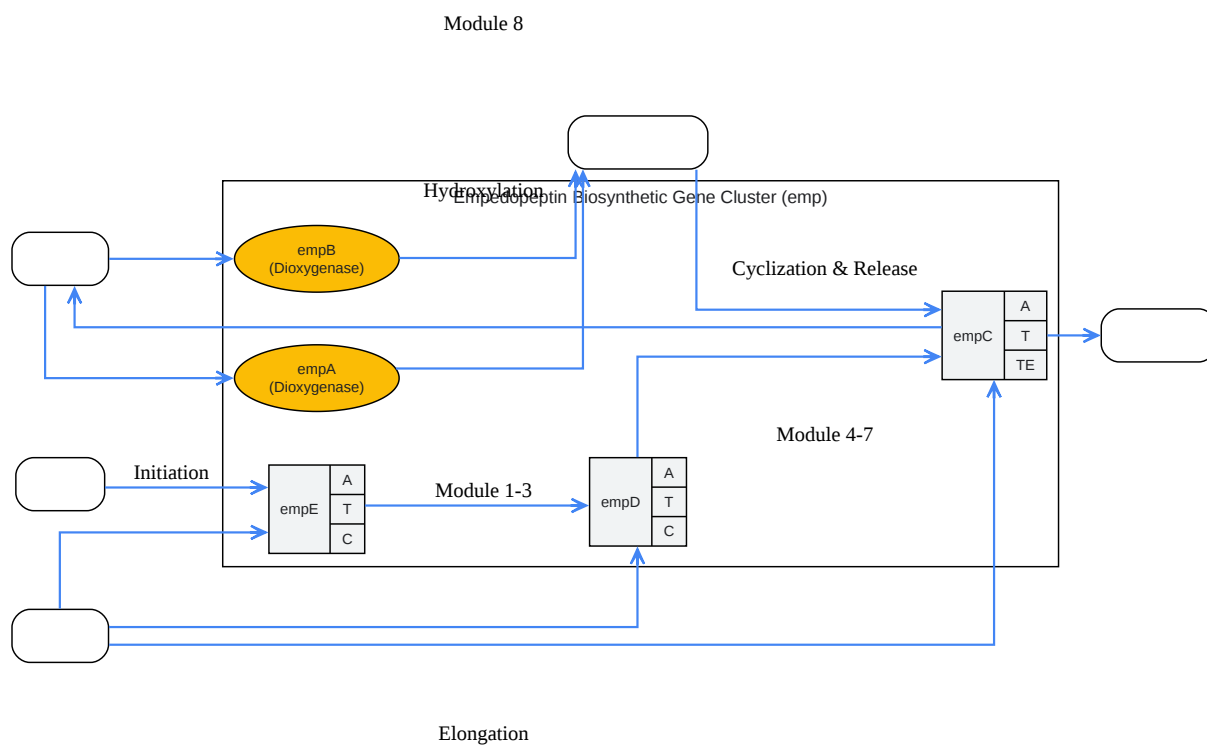 Module 8
Hydroxylation
Empedopeptin Biosynthetic Gene Cluster (emp)
empB
(Dioxygenase)
Cyclization & Release
empC
A
T
TE
empA
(Dioxygenase)
Module 4-7
Initiation
empE
A
T
C
Module 1-3
empD
A
T
C
Elongation